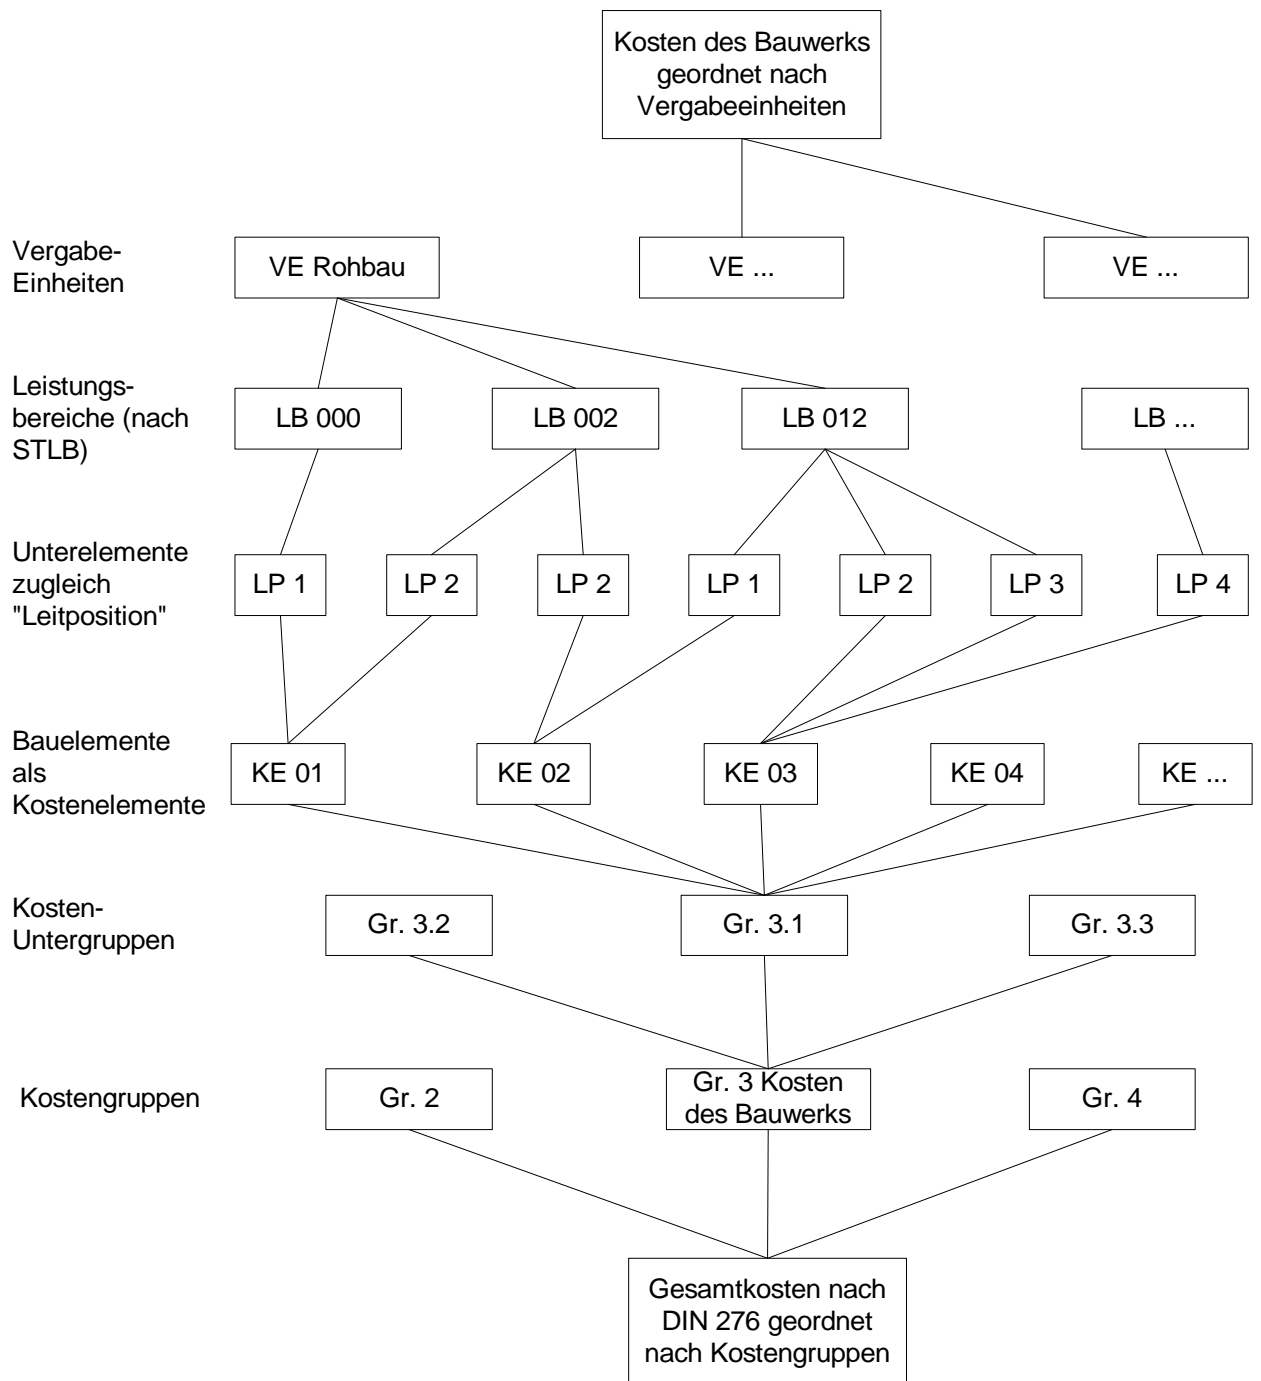 Kosten des Bauwerks
geordnet nach
Vergabeeinheiten
Vergabe-
Einheiten
VE Rohbau
VE ...
VE ...
Leistungs-
bereiche (nach
STLB)
LB 000
LB 002
LB 012
LB ...
Unterelemente
zugleich
"Leitposition"
LP 1
LP 2
LP 2
LP 1
LP 2
LP 3
LP 4
Bauelemente
als
Kostenelemente
KE 01
KE 02
KE 03
KE 04
KE ...
Kosten-
Untergruppen
Gr. 3.2
Gr. 3.1
Gr. 3.3
Kostengruppen
Gr. 2
Gr. 3 Kosten
des Bauwerks
Gr. 4
Gesamtkosten nach
DIN 276 geordnet
nach Kostengruppen